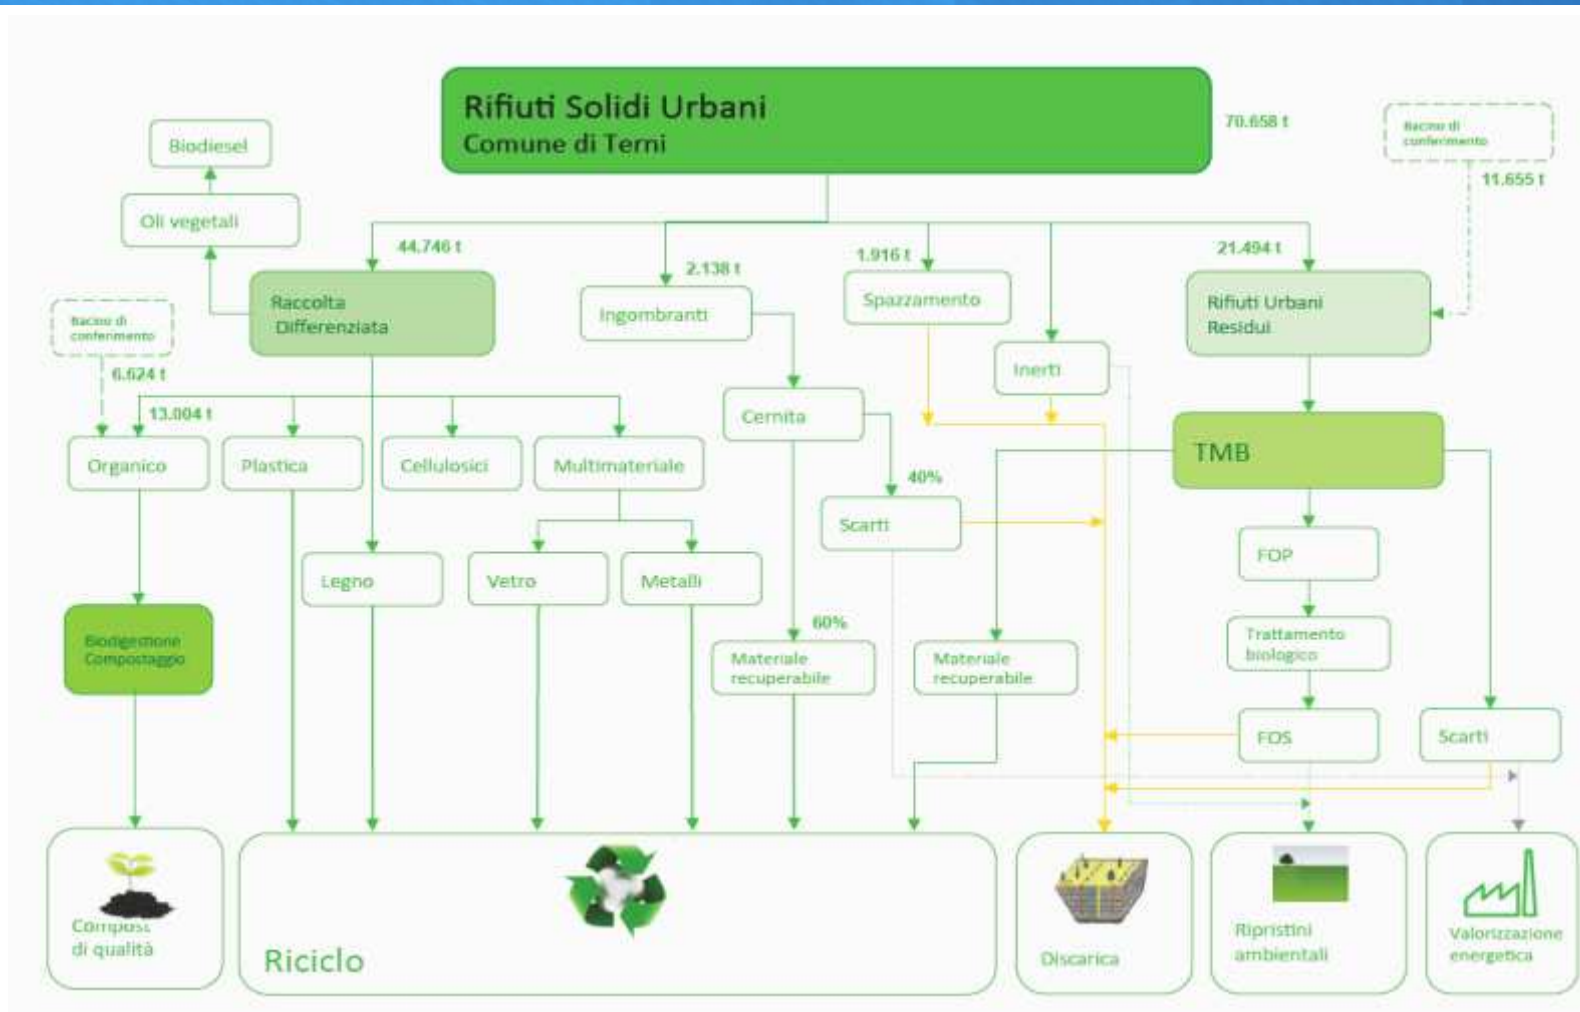 Rifiuti Solidi Urbani
Comune di Terni
70.658 t
Bacino di
conferimento
11.655 t
Biodiesel
Oli vegetali
44.746 t
2.138 t
1.916 t
21.494 t
Raccolta
Differenziata
Ingombranti
Spazzamento
Rifiuti Urbani
Residui
Bacino di
conferimento
6.624 t
Inerti
13.004 t
Cernita
TMB
Organico
Plastica
Cellulosici
Multimateriale
40%
Scarti
FOP
Legno
Vetro
Metalli
60%
Biodigestione
Compostaggio
Materiale
recuperabile
Materiale
recuperabile
Trattamento
biologico
FOS
Scarti
Compost
di qualità
Riciclo
Discarica
Ripristini
ambientali
Valorizzazione
energetica